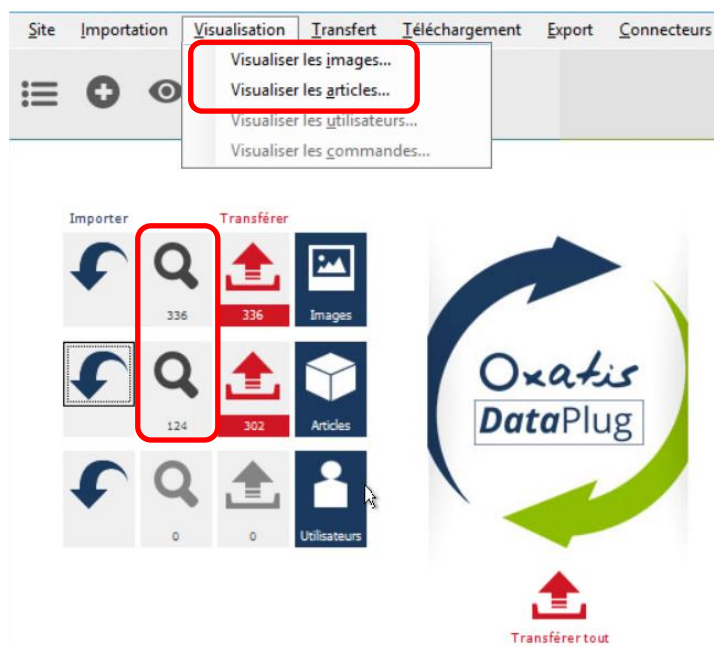 Site Importation Visualisation Transfert Téléchargement Export Connecteurs
Visualiser les images...
Visualiser les articles...
Visualiser les utilisateurs...
Visualiser les commandes...
Importer Transférer
336 336 Images
124 302 Articles
0 0 Utilisateurs
Oxatis
DataPlug
Transférer tout